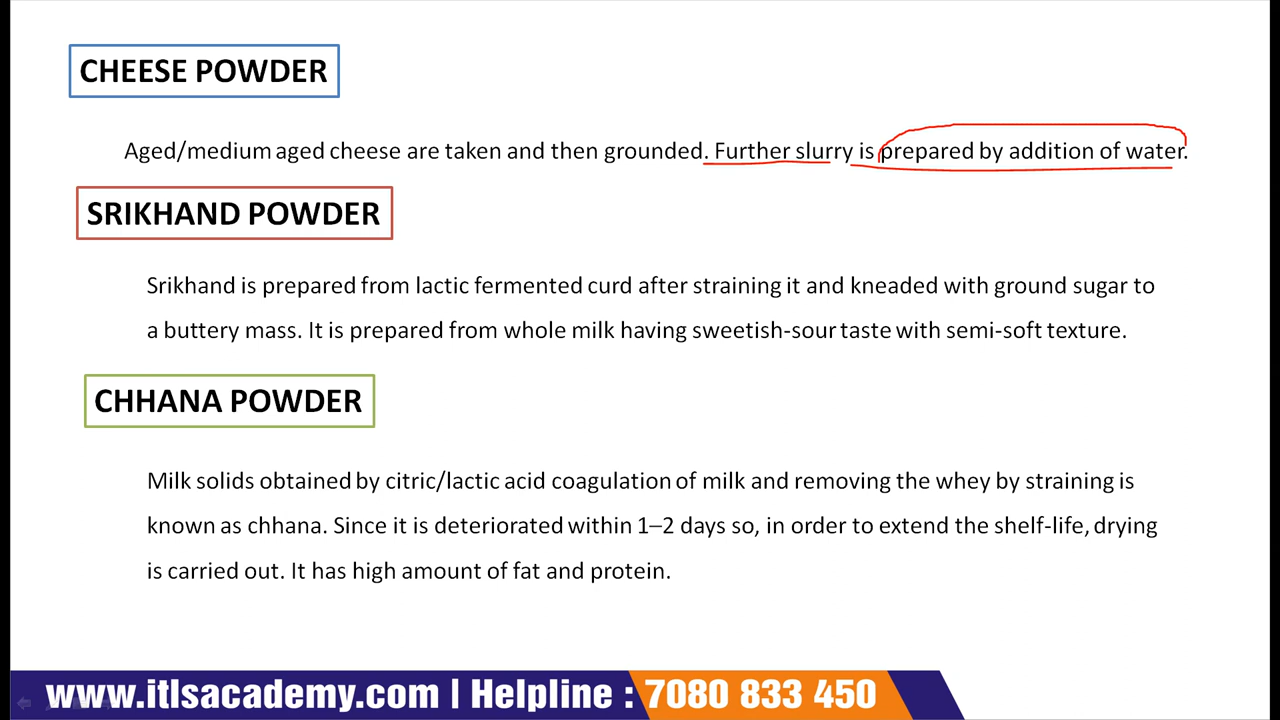 CHEESE POWDER
Aged/medium aged cheese are taken and then grounded. Further slurry is prepared by addition of water.
SRIKHAND POWDER
Srikhand is prepared from lactic fermented curd after straining it and kneaded with ground sugar to
a buttery mass. It is prepared from whole milk having sweetish-sour taste with semi-soft texture.
CHHANA POWDER
Milk solids obtained by citric/lactic acid coagulation of milk and removing the whey by straining is
known as chhana. Since it is deteriorated within 1–2 days so, in order to extend the shelf-life, drying
is carried out. It has high amount of fat and protein.
www.itlsacademy.com | Helpline : 7080 833 450